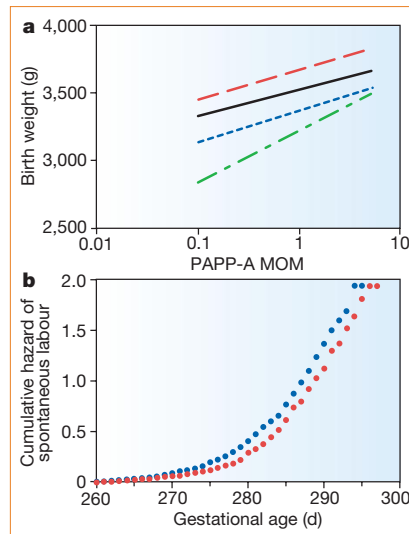 a
4,000
3,500
3,000
2,500
Birth weight (g)
0.01 0.1 1 10
PAPP-A MOM
b
2.0
1.5
1.0
0.5
0
Cumulative hazard of
spontaneous labour
260 270 280 290 300
Gestational age (d)